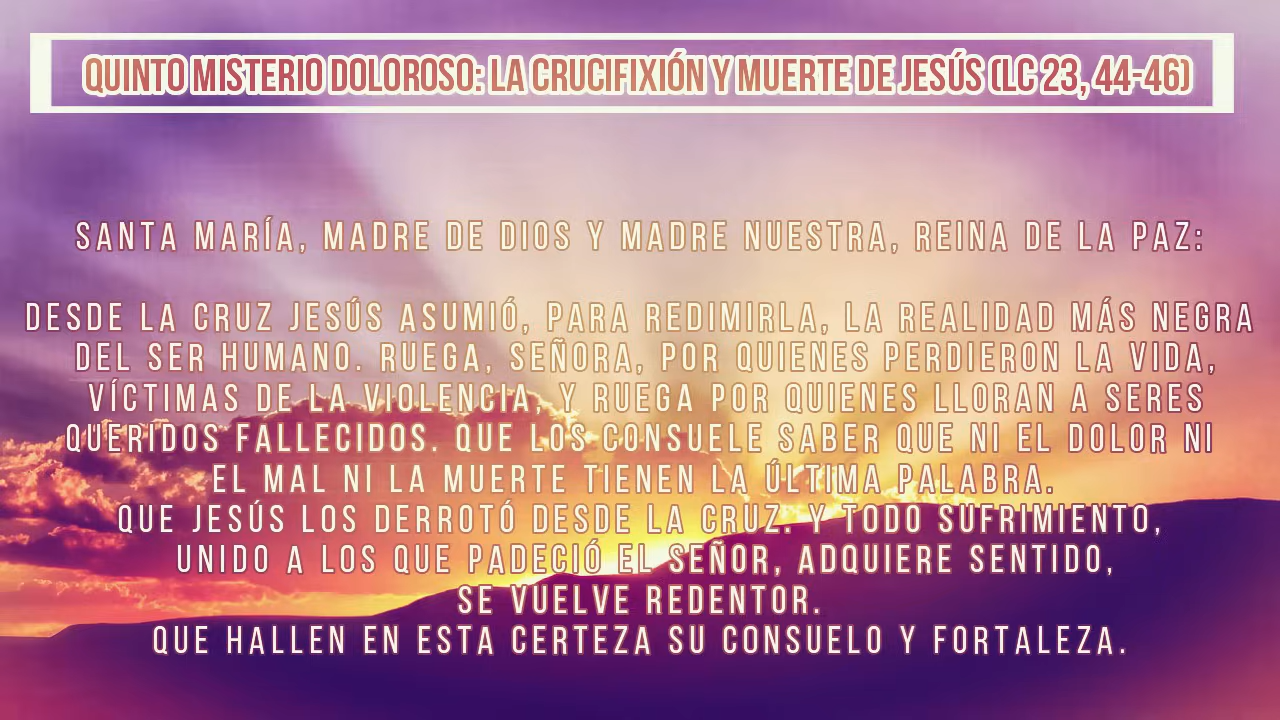 QUINTO MISTERIO DOLOROSO: LA CRUCIFIXIÓN Y MUERTE DE JESÚS (LC 23, 44-46)
SANTA MARÍA, MADRE DE DIOS Y MADRE NUESTRA, REINA DE LA PAZ:
DESDE LA CRUZ JESÚS ASUMIÓ, PARA REDIMIRLA, LA REALIDAD MÁS NEGRA
DEL SER HUMANO. RUEGA, SEÑORA, POR QUIENES PERDIERON LA VIDA,
VÍCTIMAS DE LA VIOLENCIA, Y RUEGA POR QUIENES LLORAN A SERES
QUERIDOS FALLECIDOS. QUE LOS CONSUELE SABER QUE NI EL DOLOR NI
EL MAL NI LA MUERTE TIENEN LA ÚLTIMA PALABRA.
QUE JESÚS LOS DERROTÓ DESDE LA CRUZ. Y TODO SUFRIMIENTO,
UNIDO A LOS QUE PADECIÓ EL SEÑOR, ADQUIERE SENTIDO,
SE VUELVE REDENTOR.
QUE HALLEN EN ESTA CERTEZA SU CONSUELO Y FORTALEZA.